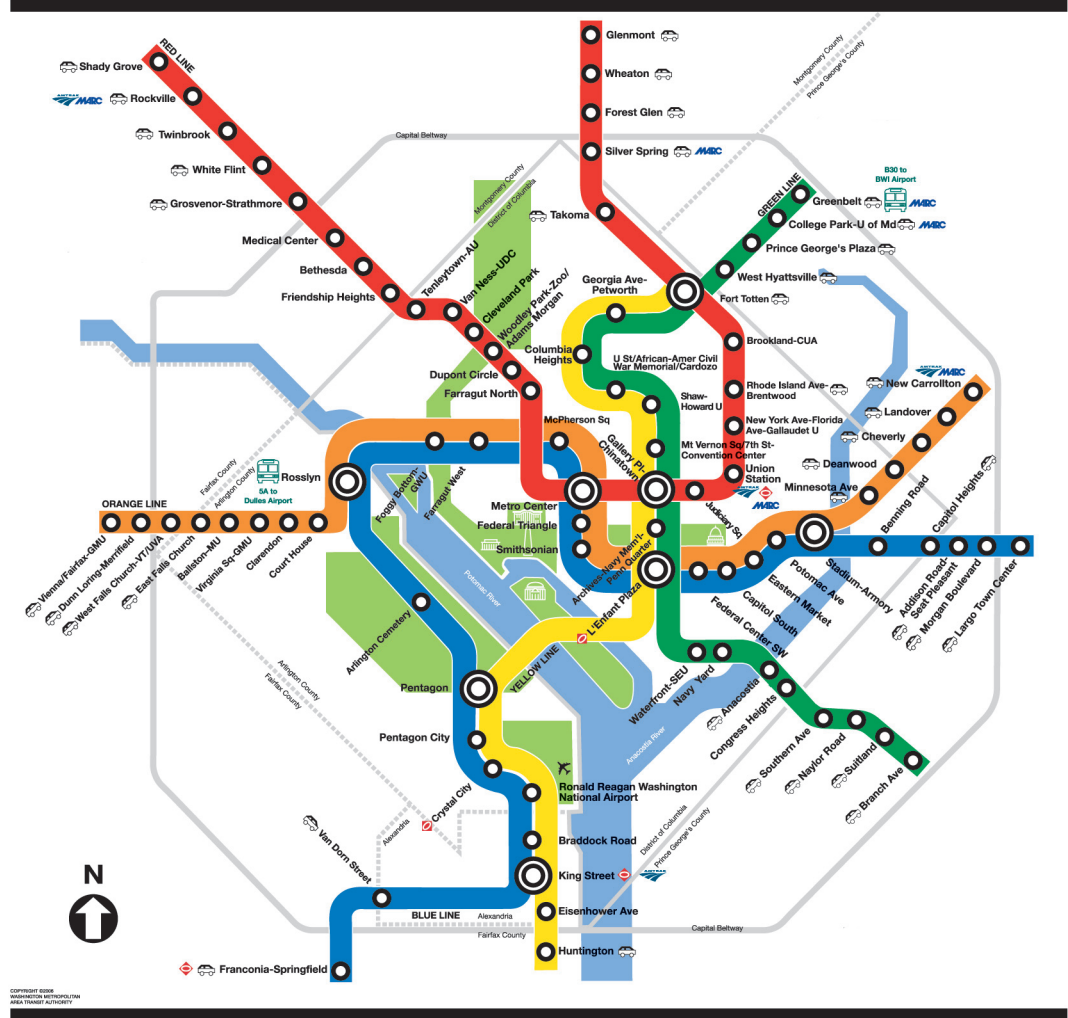 RED LINE
Shady Grove
AMTRAK
MARC
Rockville
Twinbrook
White Flint
Grosvenor-Strathmore
Medical Center
Bethesda
Friendship Heights
Tenleytown-AU
Van Ness-UDC
Cleveland Park
Woodley Park-Zoo/
Adams Morgan
Dupont Circle
Farragut North
Glenmont
Wheaton
Forest Glen
Silver Spring
MARC
Takoma
Capital Beltway
Montgomery County
Prince George's County
Montgomery County
District of Columbia
GREEN LINE
B30 to
BWI Airport
Greenbelt
MARC
College Park-U of Md
MARC
Prince George's Plaza
West Hyattsville
Fort Totten
Georgia Ave-
Petworth
Columbia
Heights
U St/African-Amer Civil
War Memorial/Cardozo
Shaw-
Howard U
Mt Vernon Sq/7th St-
Convention Center
Gallery Pl-
Chinatown
Brookland-CUA
Rhode Island Ave-
Brentwood
New York Ave-Florida
Ave-Gallaudet U
Union
Station
AMTRAK
MARC
Judiciary Sq
AMTRAK
MARC
New Carrollton
Landover
Cheverly
Deanwood
Minnesota Ave
Benning Road
Capitol Heights
McPherson Sq
Metro Center
Federal Triangle
Smithsonian
Foggy Bottom-
GWU
Farragut West
Rosslyn
5A to
Dulles Airport
Fairfax County
Arlington County
ORANGE LINE
Vienna/Fairfax-GMU
Dunn Loring-Merrifield
West Falls Church-VT/UVA
East Falls Church
Ballston-MU
Virginia Sq-GMU
Clarendon
Court House
Archives-Navy Mem'l-
Penn Quarter
L'Enfant Plaza
Federal Center SW
Capitol South
Eastern Market
Potomac Ave
Stadium-Armory
Addison Road-
Seat Pleasant
Morgan Boulevard
Largo Town Center
Potomac River
Arlington Cemetery
Pentagon
YELLOW LINE
Waterfront-SEU
Navy Yard
Anacostia
Congress Heights
Southern Ave
Naylor Road
Suitland
Branch Ave
Anacostia River
Arlington County
Fairfax County
Pentagon City
Crystal City
Ronald Reagan Washington
National Airport
Alexandria
Braddock Road
King Street
AMTRAK
District of Columbia
Prince George's County
Van Dorn Street
BLUE LINE
Alexandria
Fairfax County
Eisenhower Ave
Huntington
Capital Beltway
Franconia-Springfield
N
COPYRIGHT ©2006
WASHINGTON METROPOLITAN
AREA TRANSIT AUTHORITY